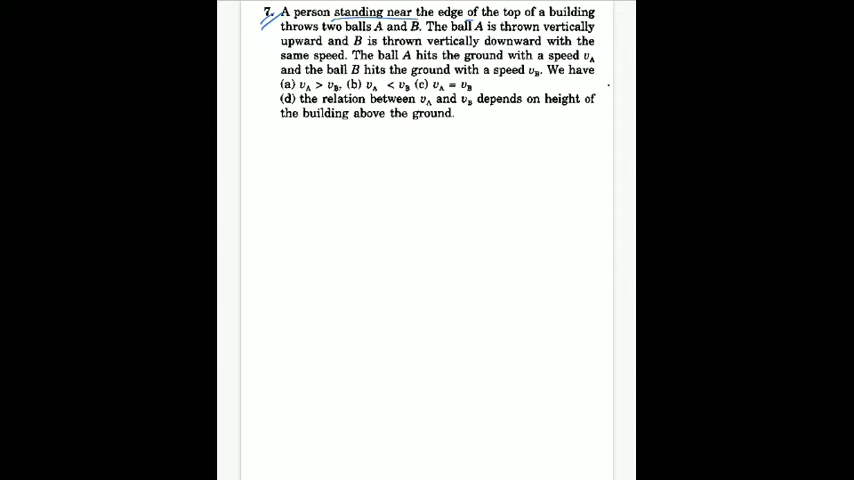 7. A person standing near the edge of the top of a building
throws two balls A and B. The ball A is thrown vertically
upward and B is thrown vertically downward with the
same speed. The ball A hits the ground with a speed v_A
and the ball B hits the ground with a speed v_B. We have
(a) v_A > v_B, (b) v_A < v_B (c) v_A = v_B
(d) the relation between v_A and v_B depends on height of
the building above the ground.